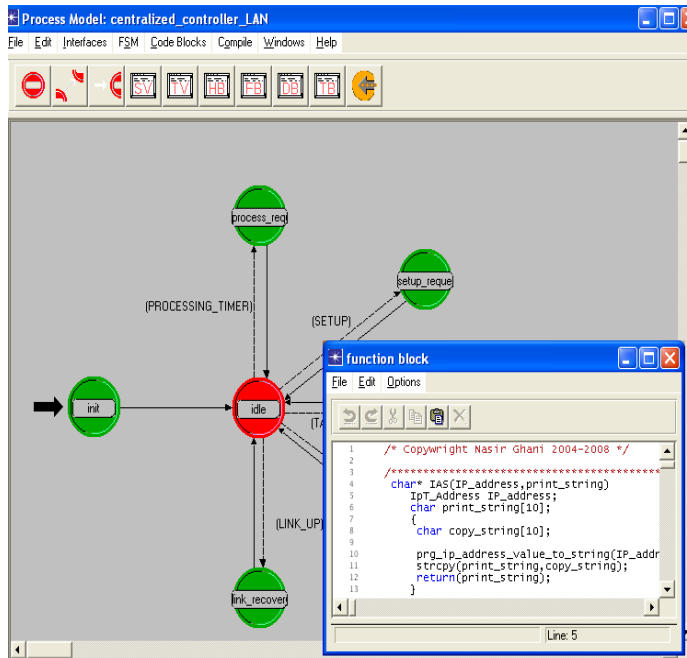 Process Model: centralized_controller_LAN
File Edit Interfaces FSM Code Blocks Compile Windows Help
SV TV HB FB DB TB
process_req
setup_reque
(PROCESSING_TIMER)
(SETUP)
init
idle
(TA
(LINK_UP)
link_recover
function block
File Edit Options
1 /* Copywright Nasir Ghani 2004-2008 */
2
3 /******************************************
4 char* IAS(IP_address,print_string)
5 IpT_Address IP_address;
6 char print_string[10];
7 {
8 char copy_string[10];
9
10 prg_ip_address_value_to_string(IP_addr
11 strcpy(print_string,copy_string);
12 return(print_string);
13 }
Line: 5